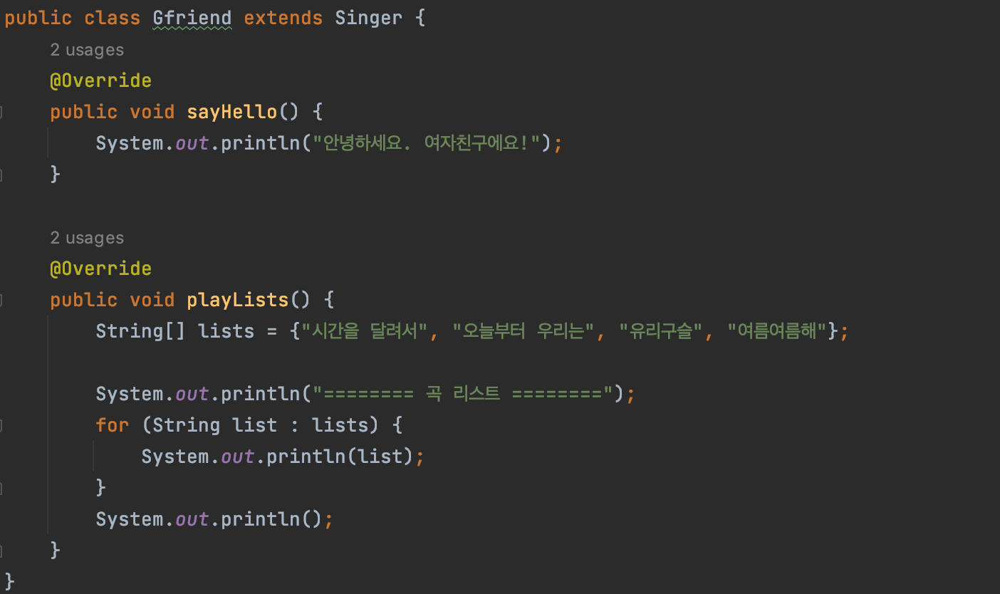 public class Gfriend extends Singer {
2 usages
@Override
public void sayHello() {
System.out.println("안녕하세요. 여자친구에요!");
}
2 usages
@Override
public void playLists() {
String[] lists = {"시간을 달려서", "오늘부터 우리는", "유리구슬", "여름여름해"};
System.out.println("======== 곡 리스트 ========");
for (String list : lists) {
System.out.println(list);
}
System.out.println();
}
}